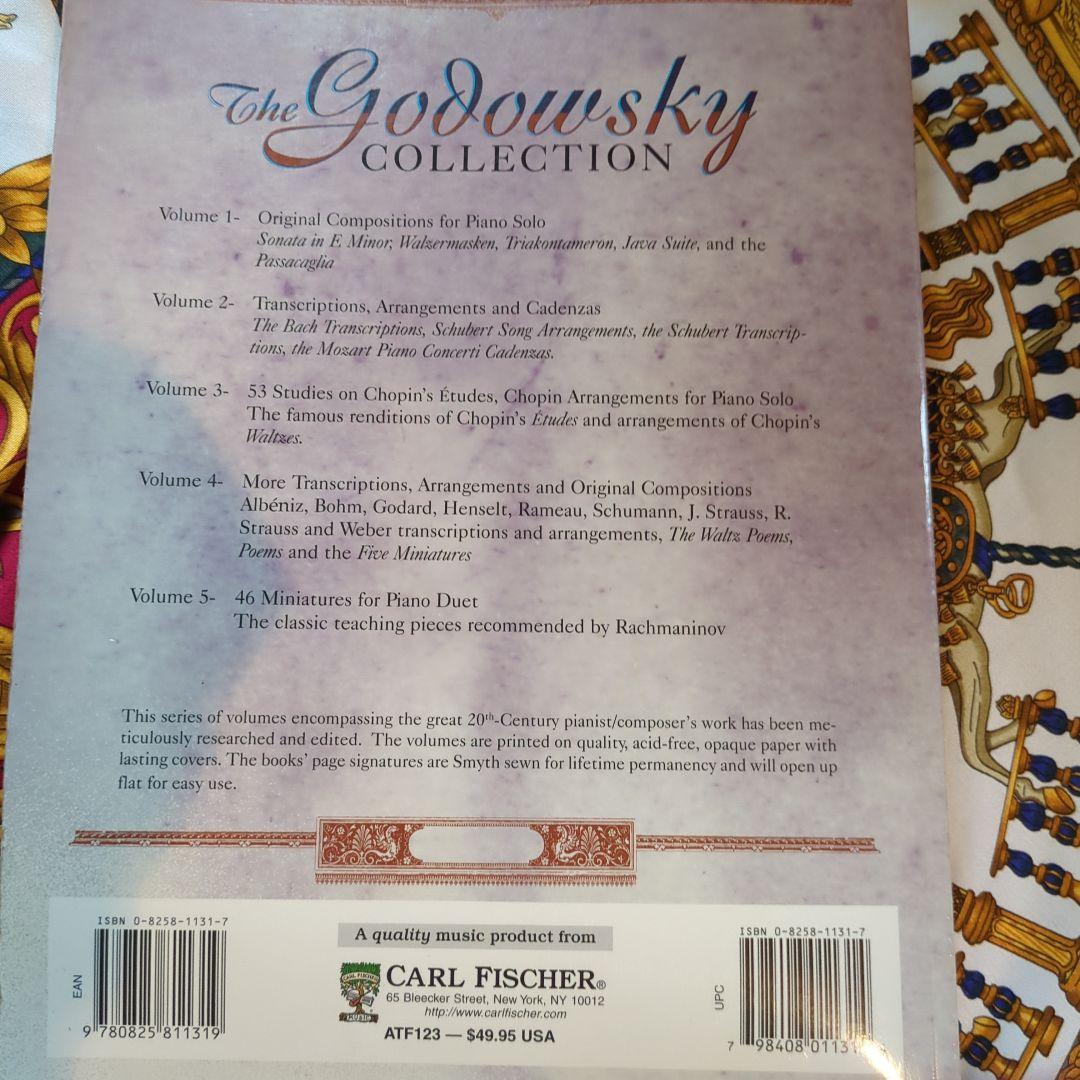 The Godowsky
COLLECTION
Volume 1- Original Compositions for Piano Solo
Sonata in E Minor, Walzermasken, Triakontameron, Java Suite, and the
Passacaglia
Volume 2- Transcriptions, Arrangements and Cadenzas
The Bach Transcriptions, Schubert Song Arrangements, the Schubert Transcrip-
tions, the Mozart Piano Concerti Cadenzas.
Volume 3- 53 Studies on Chopin's Études, Chopin Arrangements for Piano Solo
The famous renditions of Chopin's Études and arrangements of Chopin's
Waltzes.
Volume 4- More Transcriptions, Arrangements and Original Compositions
Albéniz, Bohm, Godard, Henselt, Rameau, Schumann, J. Strauss, R.
Strauss and Weber transcriptions and arrangements, The Waltz Poems,
Poems and the Five Miniatures
Volume 5- 46 Miniatures for Piano Duet
The classic teaching pieces recommended by Rachmaninov
This series of volumes encompassing the great 20th-Century pianist/composer's work has been me-
ticulously researched and edited. The volumes are printed on quality, acid-free, opaque paper with
lasting covers. The books' page signatures are Smyth sewn for lifetime permanency and will open up
flat for easy use.
ISBN 0-8258-1131-7
EAN
9 780825 811319
A quality music product from
CARL FISCHER
MUSIC
CARL FISCHER®
65 Bleecker Street, New York, NY 10012
http://www.carlfischer.com
ATF123 — $49.95 USA
ISBN 0-8258-1131-7
UPC
7 98408 0113